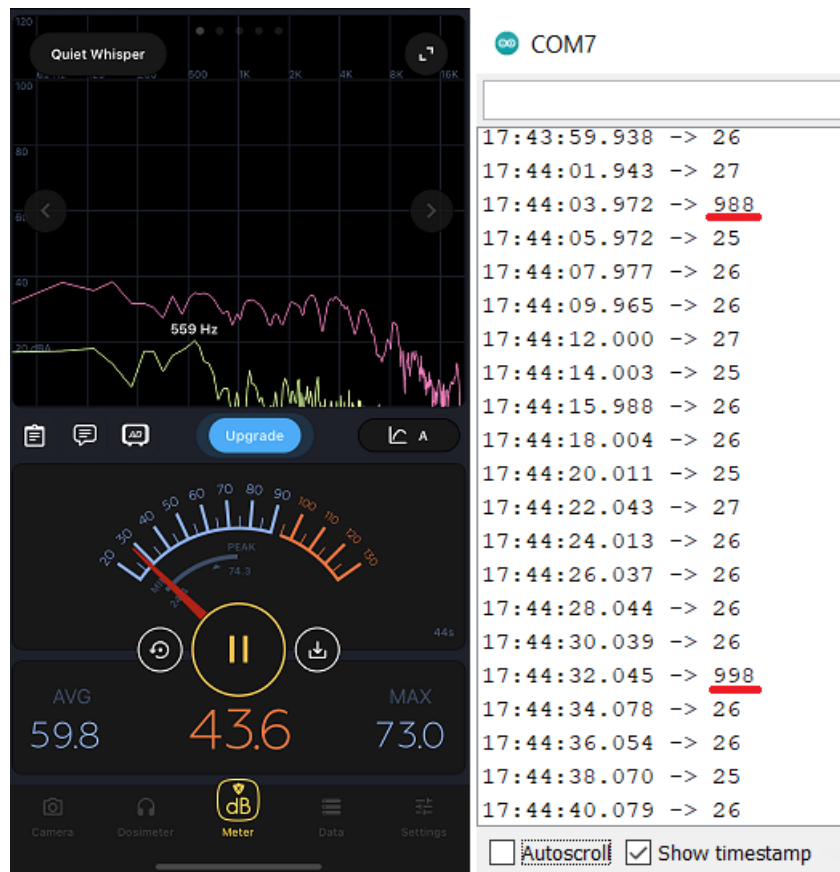 120
Quiet Whisper
500 1K 2K 4K 8K 16K
100
80
60
40
559 Hz
20 dBA
AD
Upgrade
A
20 30 40 50 60 70 80 90 100 110 120 130
PEAK
74.3
MIN
44s
AVG
59.8
43.6
MAX
73.0
dB
Camera
Dosimeter
Meter
Data
Settings
COM7
17:43:59.938 -> 26
17:44:01.943 -> 27
17:44:03.972 -> 988
17:44:05.972 -> 25
17:44:07.977 -> 26
17:44:09.965 -> 26
17:44:12.000 -> 27
17:44:14.003 -> 25
17:44:15.988 -> 26
17:44:18.004 -> 26
17:44:20.011 -> 25
17:44:22.043 -> 27
17:44:24.013 -> 26
17:44:26.037 -> 26
17:44:28.044 -> 26
17:44:30.039 -> 26
17:44:32.045 -> 998
17:44:34.078 -> 26
17:44:36.054 -> 26
17:44:38.070 -> 25
17:44:40.079 -> 26
Autoscroll
Show timestamp